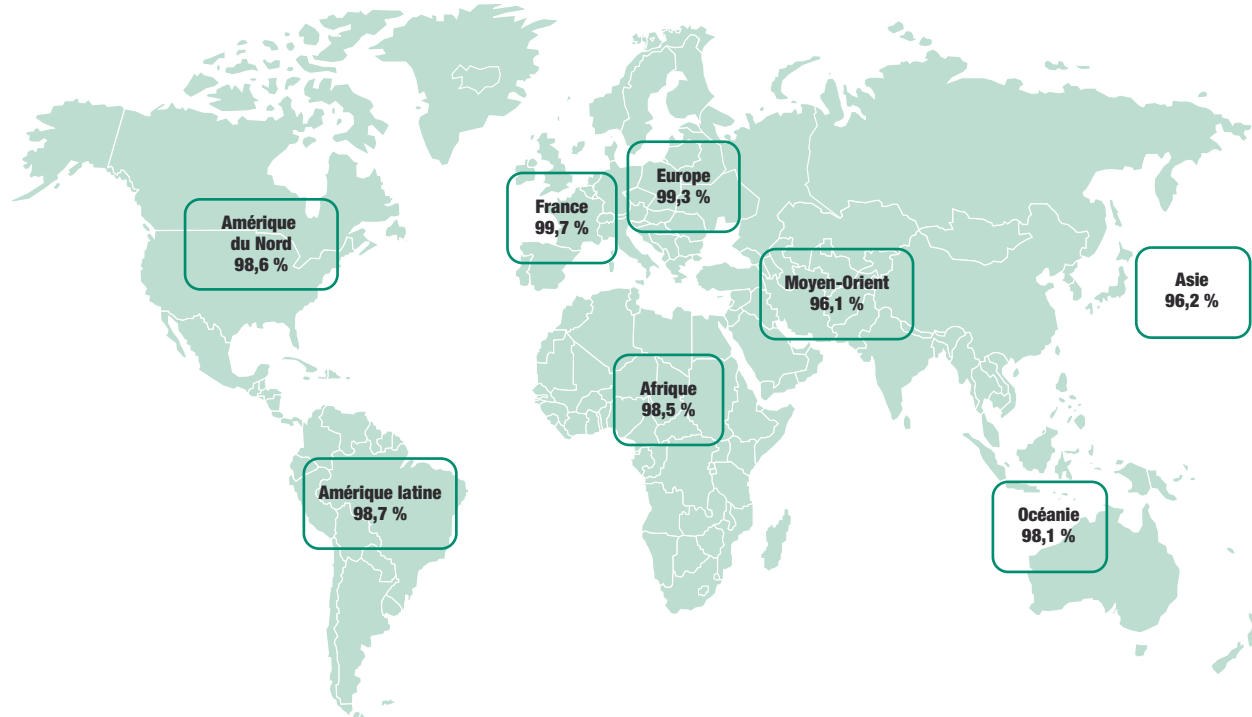 Europe
99,3 %
France
99,7 %
Amérique
du Nord
98,6 %
Moyen-Orient
96,1 %
Asie
96,2 %
Afrique
98,5 %
Amérique latine
98,7 %
Océanie
98,1 %